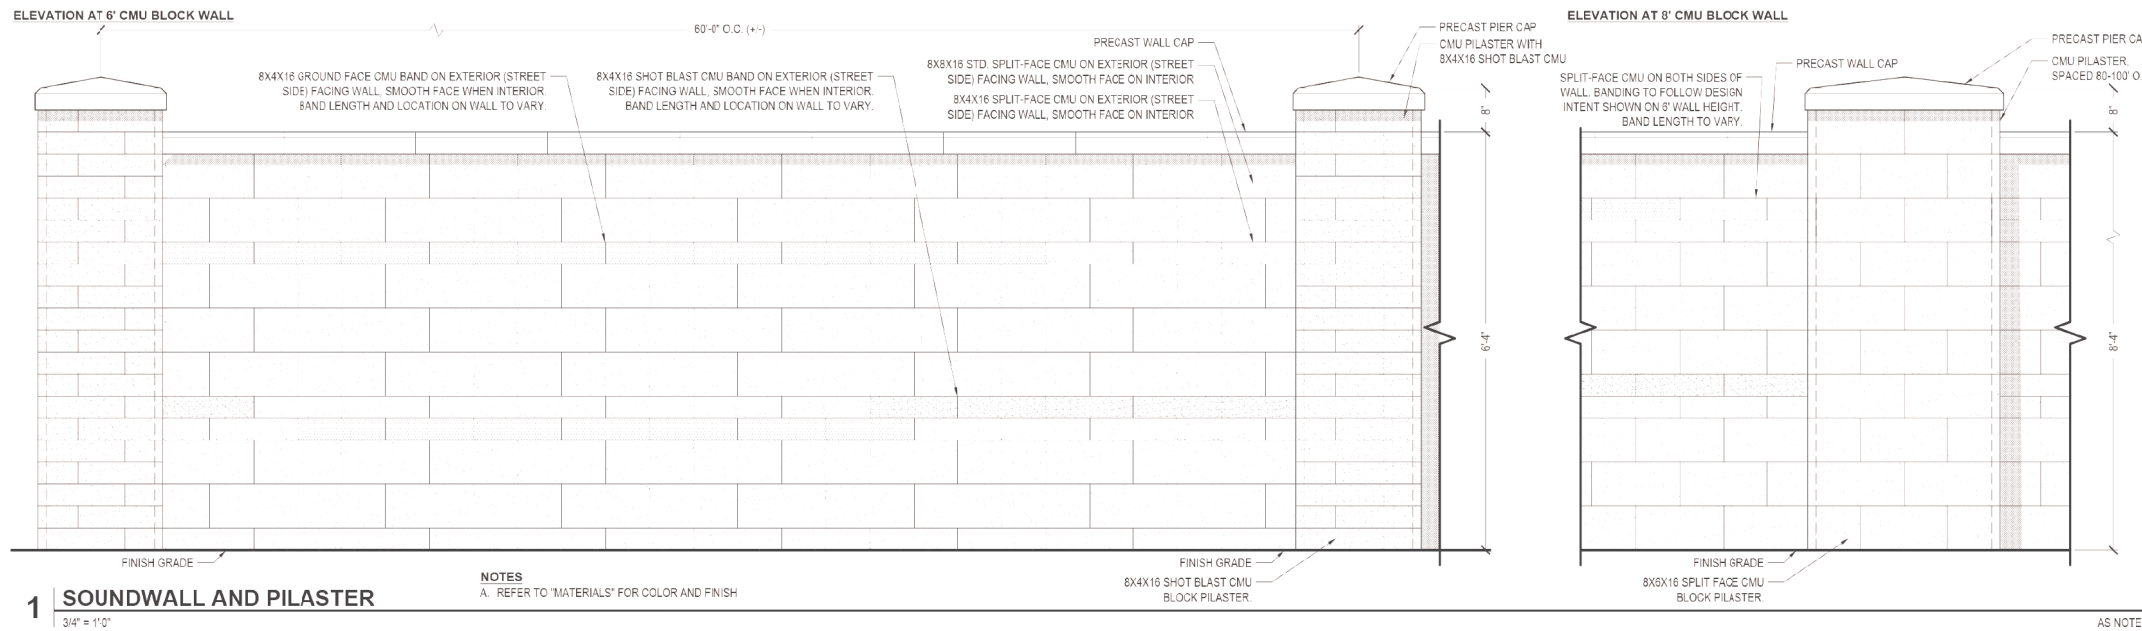 ELEVATION AT 6' CMU BLOCK WALL
60'-0" O.C. (+/-)
PRECAST WALL CAP
8X8X16 STD. SPLIT-FACE CMU ON EXTERIOR (STREET
SIDE) FACING WALL, SMOOTH FACE ON INTERIOR
8X4X16 SPLIT-FACE CMU ON EXTERIOR (STREET
SIDE) FACING WALL, SMOOTH FACE ON INTERIOR
8X4X16 GROUND FACE CMU BAND ON EXTERIOR (STREET
SIDE) FACING WALL, SMOOTH FACE WHEN INTERIOR.
BAND LENGTH AND LOCATION ON WALL TO VARY.
8X4X16 SHOT BLAST CMU BAND ON EXTERIOR (STREET
SIDE) FACING WALL, SMOOTH FACE WHEN INTERIOR.
BAND LENGTH AND LOCATION ON WALL TO VARY.
PRECAST PIER CAP
CMU PILASTER WITH
8X4X16 SHOT BLAST CMU
8"
6'-4"
FINISH GRADE
FINISH GRADE
8X4X16 SHOT BLAST CMU
BLOCK PILASTER.
ELEVATION AT 8' CMU BLOCK WALL
PRECAST WALL CAP
SPLIT-FACE CMU ON BOTH SIDES OF
WALL. BANDING TO FOLLOW DESIGN
INTENT SHOWN ON 6' WALL HEIGHT.
BAND LENGTH TO VARY.
PRECAST PIER CA
CMU PILASTER,
SPACED 80-100' O.
8"
8'-4"
FINISH GRADE
8X6X16 SPLIT FACE CMU
BLOCK PILASTER.
NOTES
A. REFER TO "MATERIALS" FOR COLOR AND FINISH
1 SOUNDWALL AND PILASTER
3/4" = 1'-0"
AS NOTE